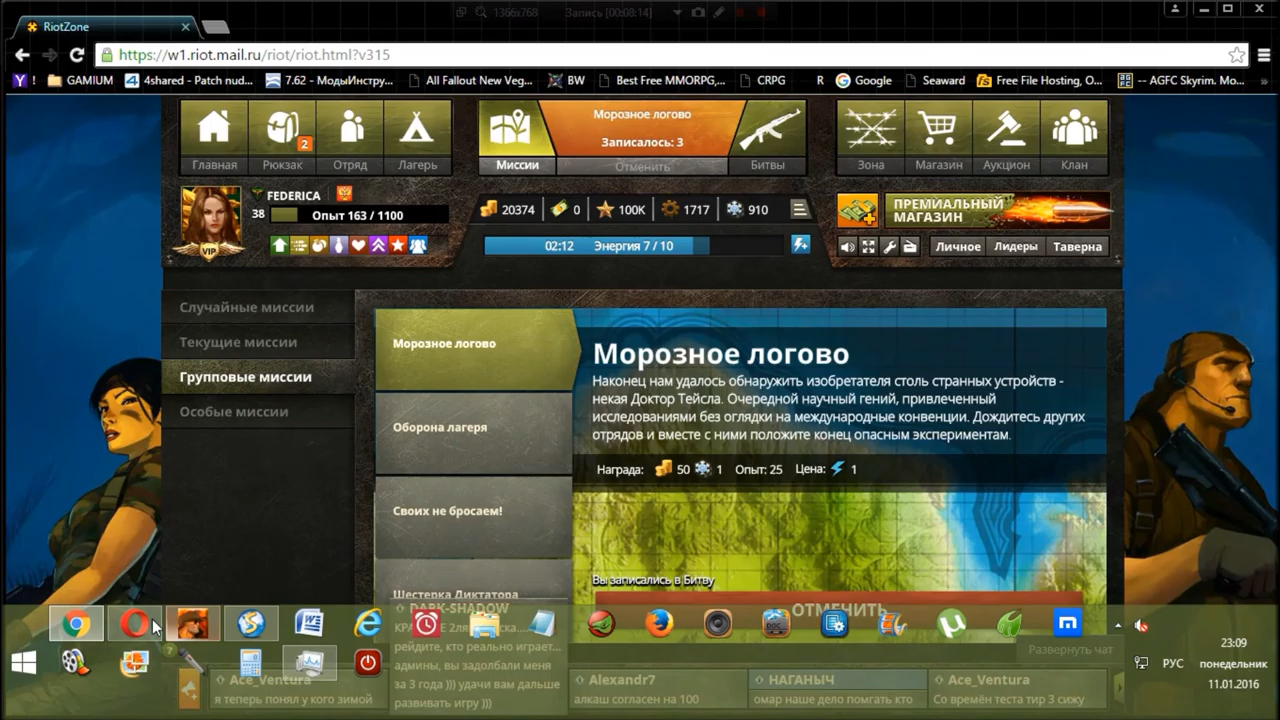 1366x768
Запись [00:08:14]
RiotZone
https://w1.riot.mail.ru/riot/riot.html?v315
Y ! GAMIUM 4shared - Patch nud... 7.62 - МодыИнстру... All Fallout New Veg... BW Best Free MMORPG,... CRPG R Google Seaward Free File Hosting, O... -- AGFC Skyrim. Mo...
Морозное логово
Записалось: 3
2
Главная Рюкзак Отряд Лагерь Миссии Отменить Битвы Зона Магазин Аукцион Клан
FEDERICA
38 Опыт 163 / 1100
VIP
20374 0 100K 1717 910
02:12 Энергия 7 / 10
ПРЕМИАЛЬНЫЙ
МАГАЗИН
Личное Лидеры Таверна
Случайные миссии
Текущие миссии
Групповые миссии
Особые миссии
Морозное логово
Оборона лагеря
Своих не бросаем!
Шестерка Диктатора
Морозное логово
Наконец нам удалось обнаружить изобретателя столь странных устройств -
некая Доктор Тейсла. Очередной научный гений, привлеченный
исследованиями без оглядки на международные конвенции. Дождитесь других
отрядов и вместе с ними положите конец опасным экспериментам.
Награда: 50 1 Опыт: 25 Цена: 1
Вы записались в Битву
ОТМЕНИТЬ
Развернуть чат
DARK-SHADOW
рейдите, кто реально играет...
админы, вы задолбали меня
за 3 года ))) удачи вам дальше
развивать игру )))
Ace_Ventura
я теперь понял у кого зимой
Alexandr7
алкаш согласен на 100
НАГАНЫЧ
омар наше дело помгать кто
Ace_Ventura
Со времён теста тир 3 сижу
РУС
23:09
понедельник
11.01.2016